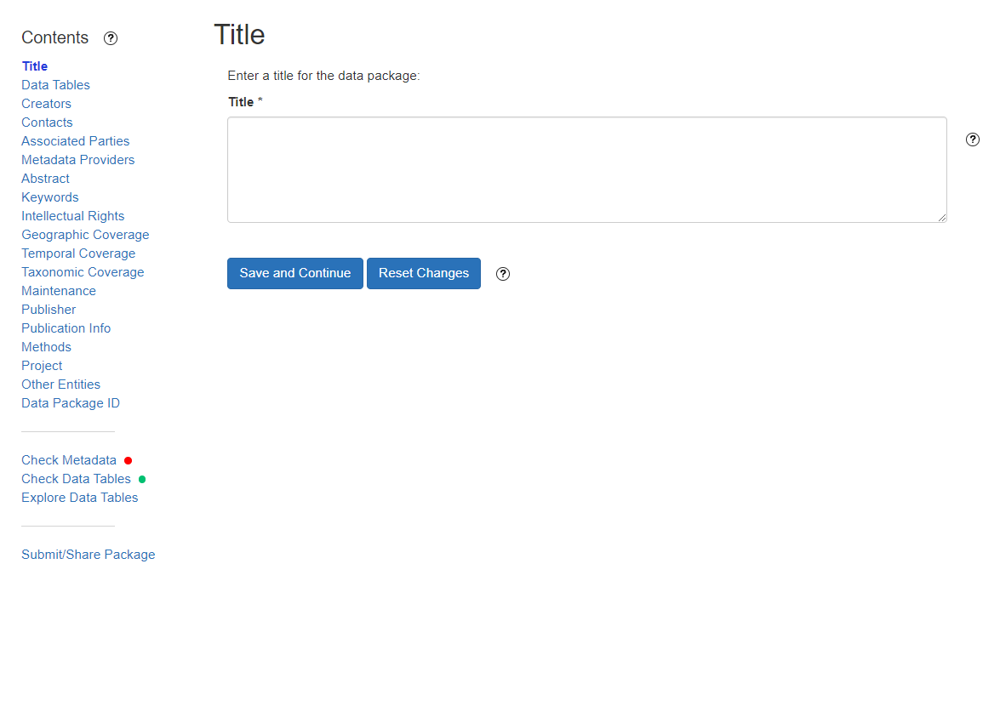 Contents
Title
Data Tables
Creators
Contacts
Associated Parties
Metadata Providers
Abstract
Keywords
Intellectual Rights
Geographic Coverage
Temporal Coverage
Taxonomic Coverage
Maintenance
Publisher
Publication Info
Methods
Project
Other Entities
Data Package ID
Check Metadata
Check Data Tables
Explore Data Tables
Submit/Share Package
Title
Enter a title for the data package:
Title *
Save and Continue
Reset Changes